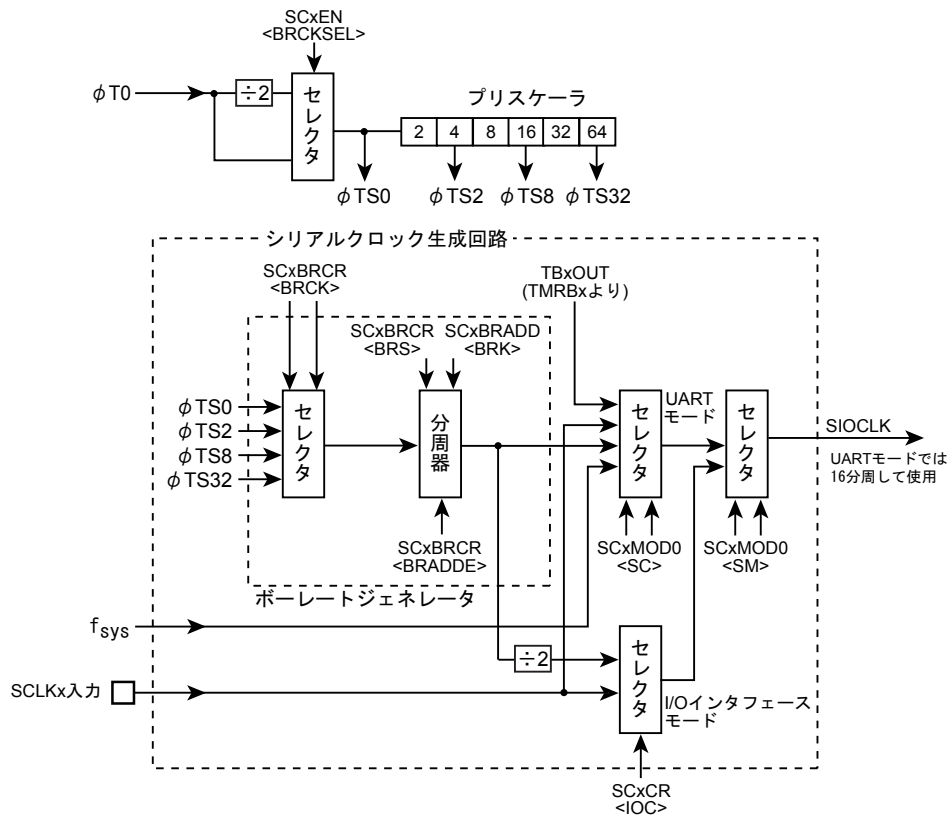 SCxEN
<BRCKSEL>
φT0
÷2
セレクタ
プリスケーラ
2 4 8 16 32 64
φTS0
φTS2
φTS8
φTS32
シリアルクロック生成回路
SCxBRCR
<BRCK>
TBxOUT
(TMRBxより)
SCxBRCR
<BRS>
SCxBRADD
<BRK>
φTS0
φTS2
φTS8
φTS32
セレクタ
分周器
セレクタ
UART
モード
セレクタ
SIOCLK
UARTモードでは
16分周して使用
SCxBRCR
<BRADDE>
SCxMOD0
<SC>
SCxMOD0
<SM>
ボーレートジェネレータ
fsys
÷2
セレクタ
SCLKx入力
I/Oインタフェース
モード
SCxCR
<IOC>